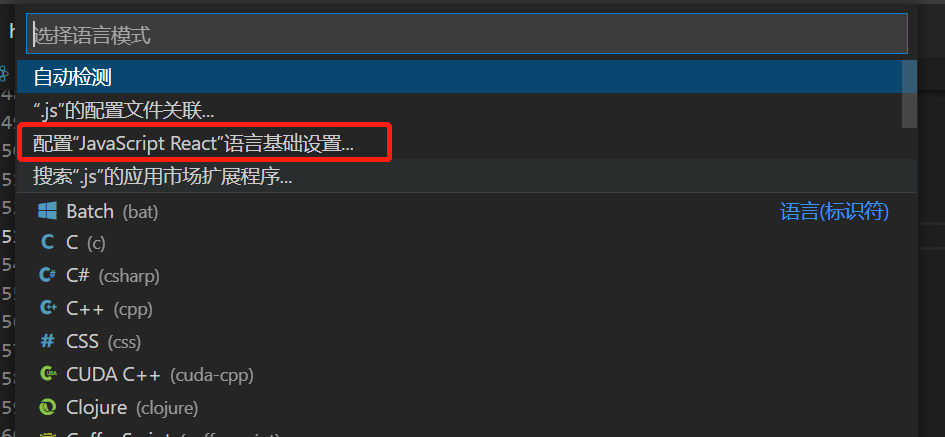 选择语言模式
自动检测
“.js”的配置文件关联...
配置“JavaScript React”语言基础设置...
搜索“.js”的应用市场扩展程序...
Batch (bat) 语言(标识符)
C (c)
C# (csharp)
C++ (cpp)
CSS (css)
CUDA C++ (cuda-cpp)
Clojure (clojure)